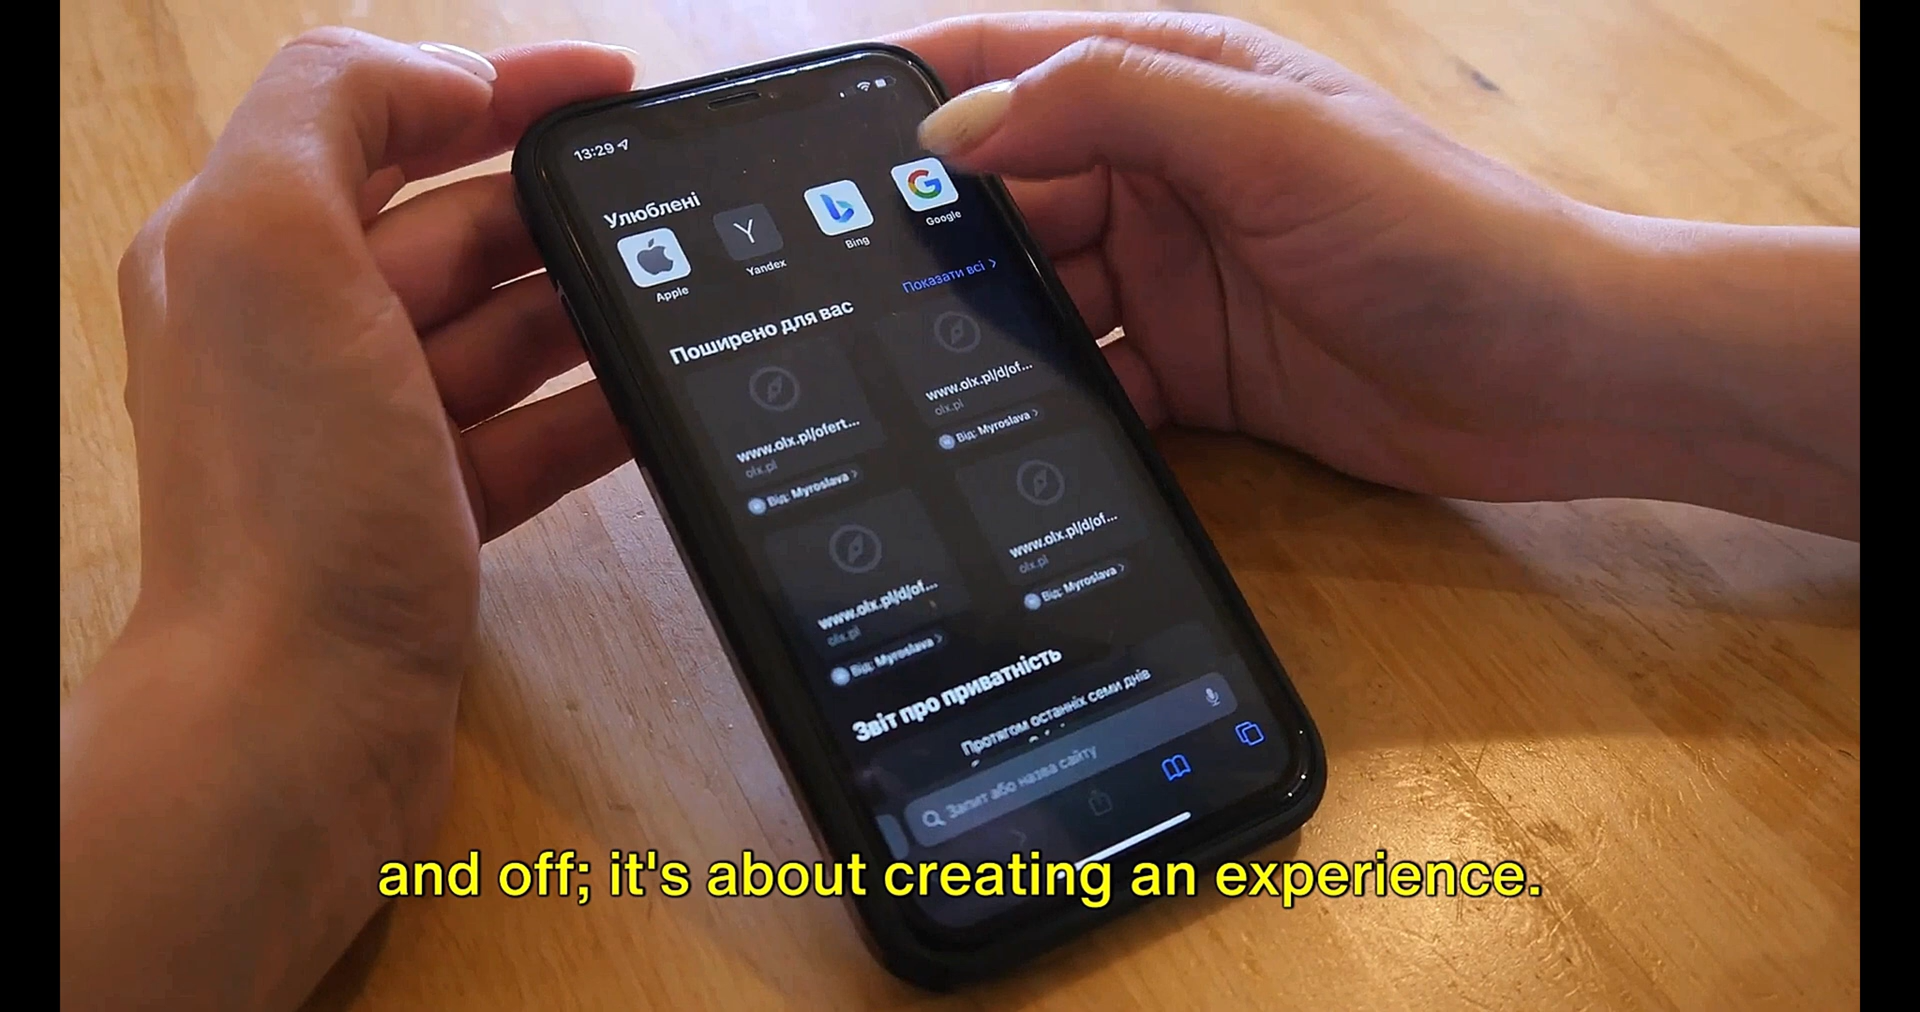 13:29
Улюблені
Apple
Yandex
Bing
Google
Показати всі >
Поширено для вас
www.olx.pl/ofert...
olx.pl
Від: Myroslava >
www.olx.pl/d/of...
olx.pl
Від: Myroslava >
www.olx.pl/d/of...
olx.pl
Від: Myroslava >
www.olx.pl/d/of...
olx.pl
Від: Myroslava >
Звіт про приватність
Протягом останніх семи днів
Запит або назва сайту
and off; it's about creating an experience.